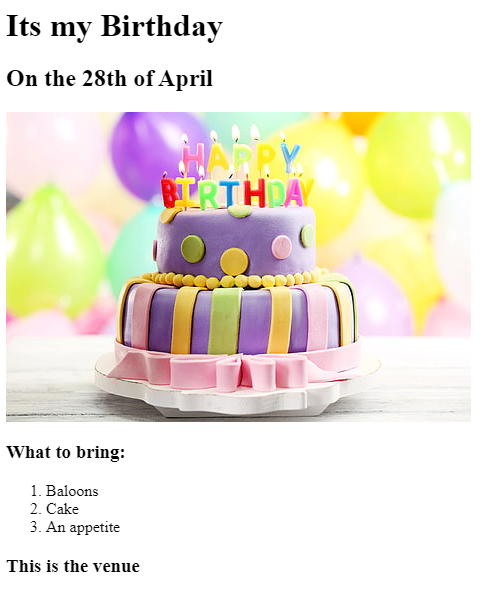 Its my Birthday
On the 28th of April
HAPPY
BIRTHDAY
What to bring:
1. Baloons
2. Cake
3. An appetite
This is the venue